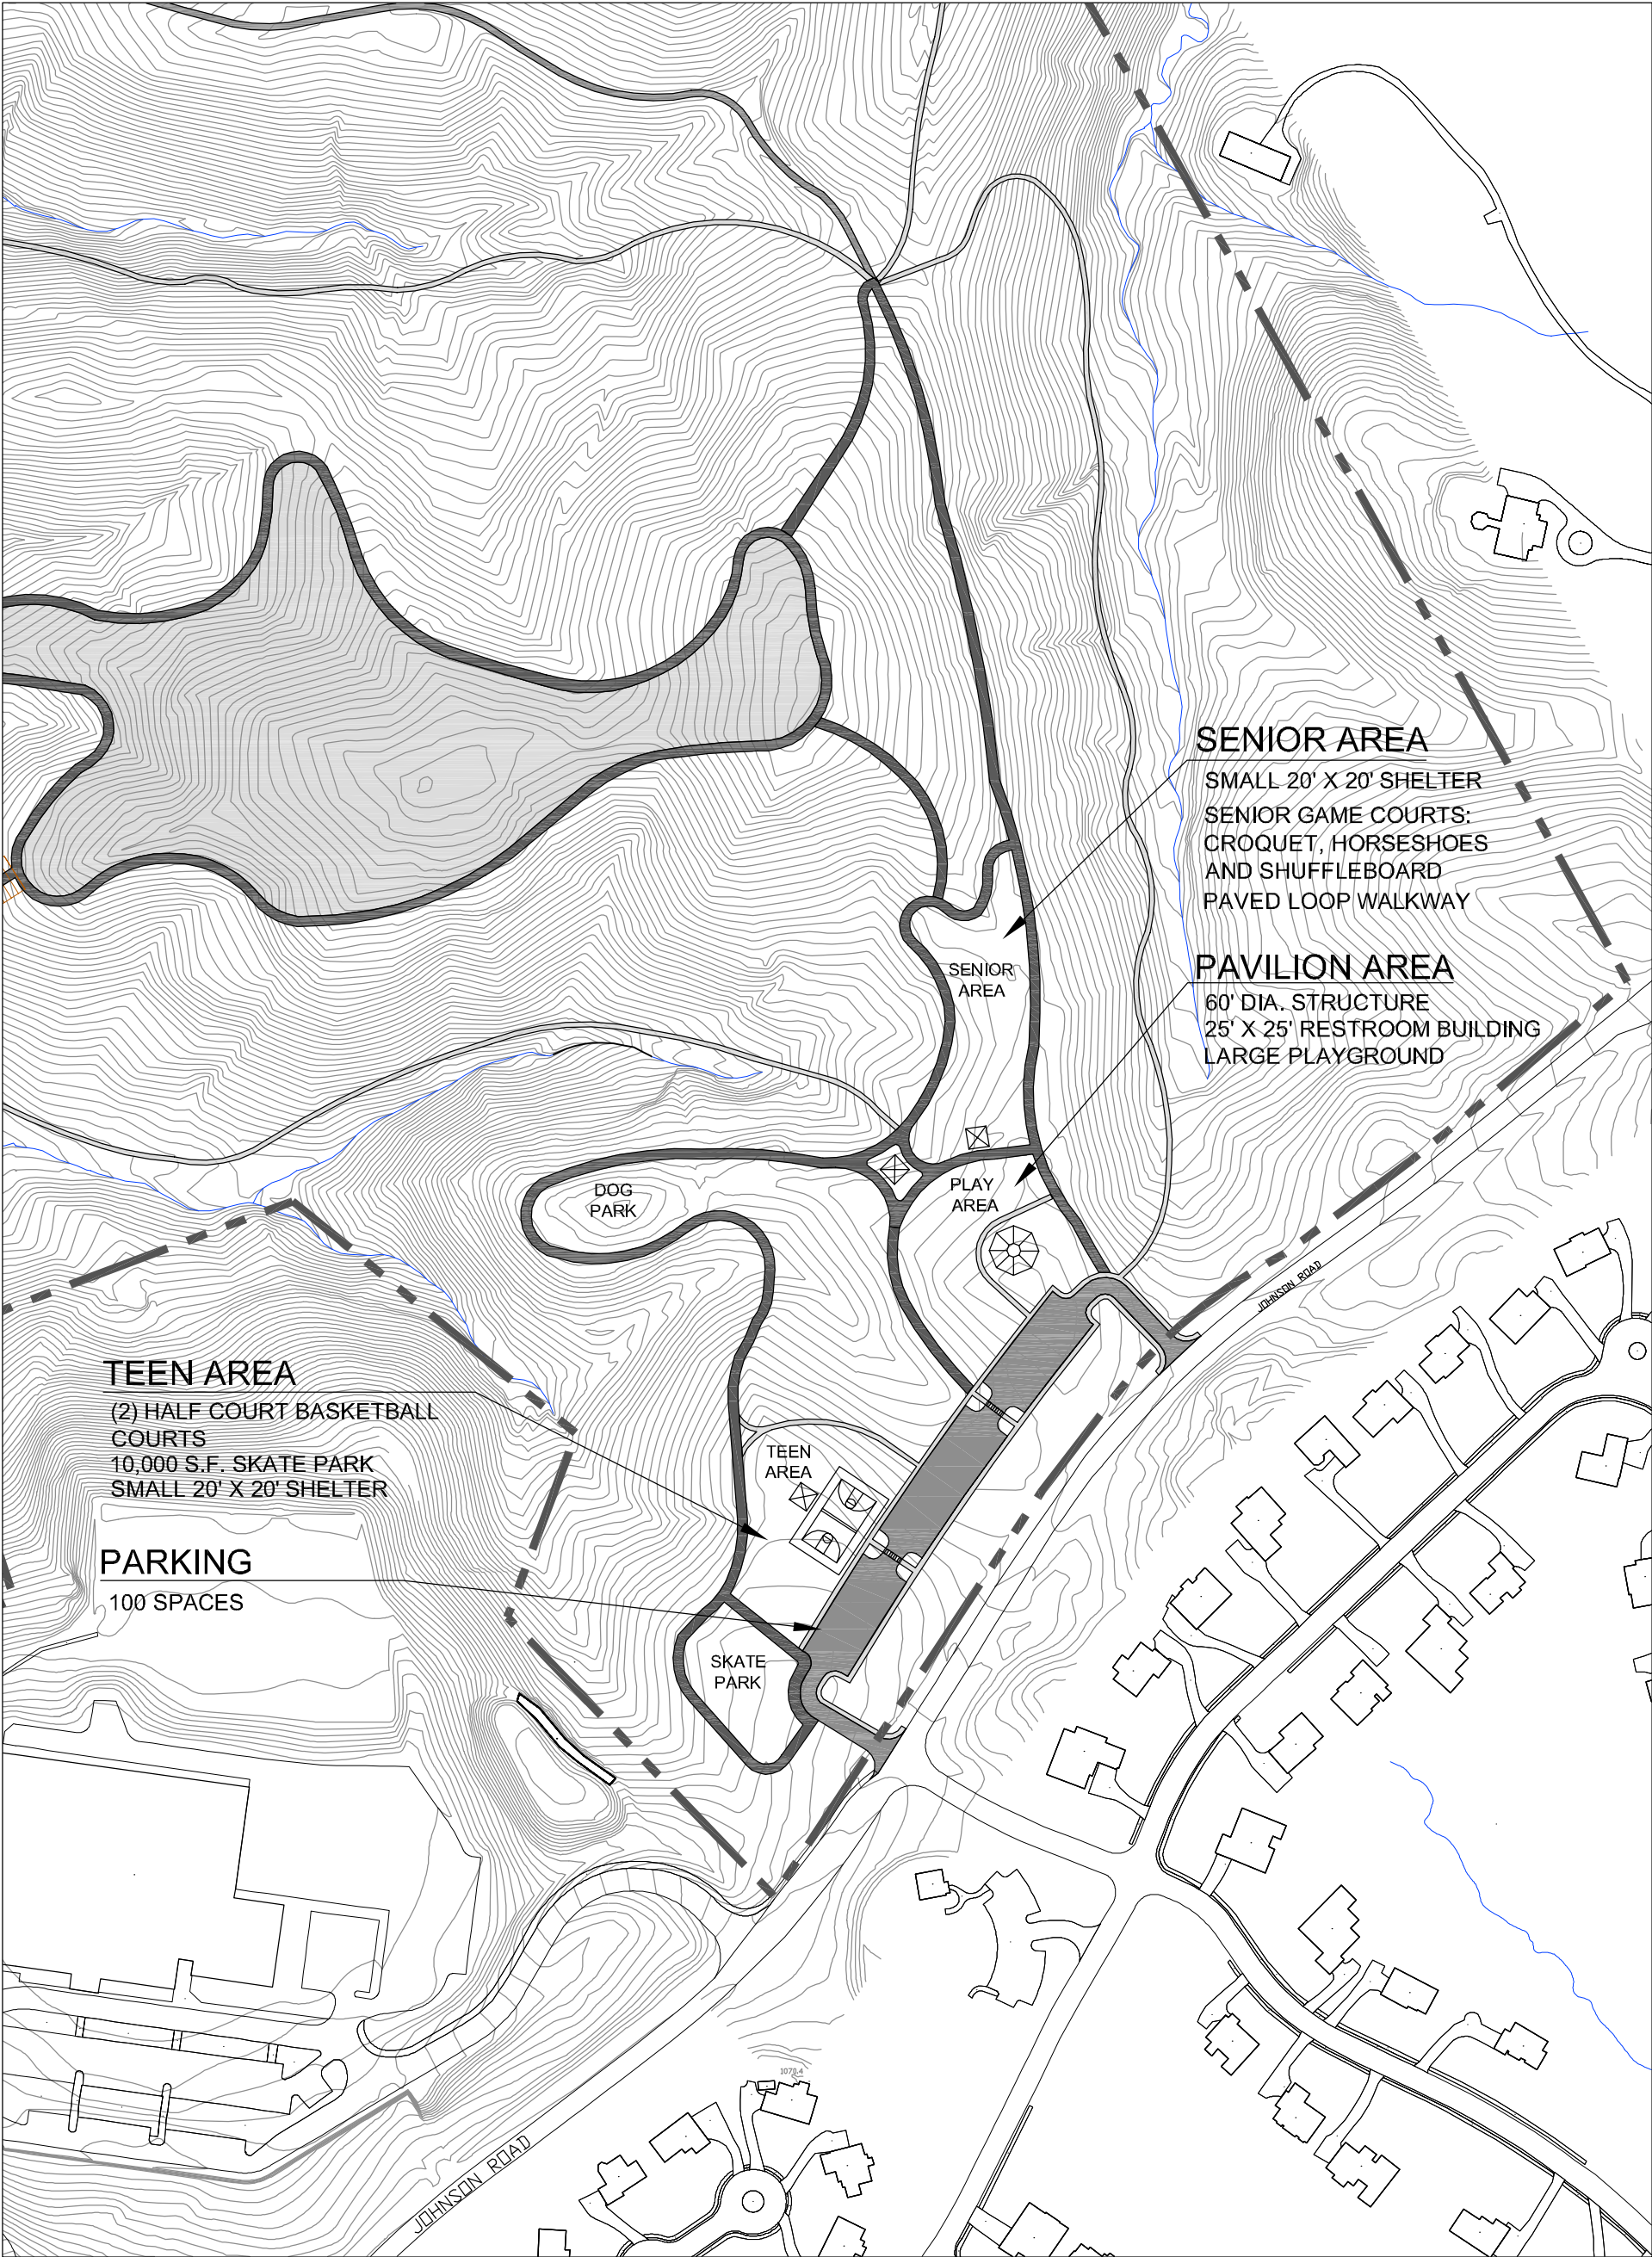 SENIOR AREA
SMALL 20' X 20' SHELTER
SENIOR GAME COURTS:
CROQUET, HORSESHOES
AND SHUFFLEBOARD
PAVED LOOP WALKWAY
SENIOR
AREA
PAVILION AREA
60' DIA. STRUCTURE
25' X 25' RESTROOM BUILDING
LARGE PLAYGROUND
DOG
PARK
PLAY
AREA
JOHNSON ROAD
TEEN AREA
(2) HALF COURT BASKETBALL
COURTS
10,000 S.F. SKATE PARK
SMALL 20' X 20' SHELTER
TEEN
AREA
PARKING
100 SPACES
SKATE
PARK
1078.4
JOHNSON ROAD